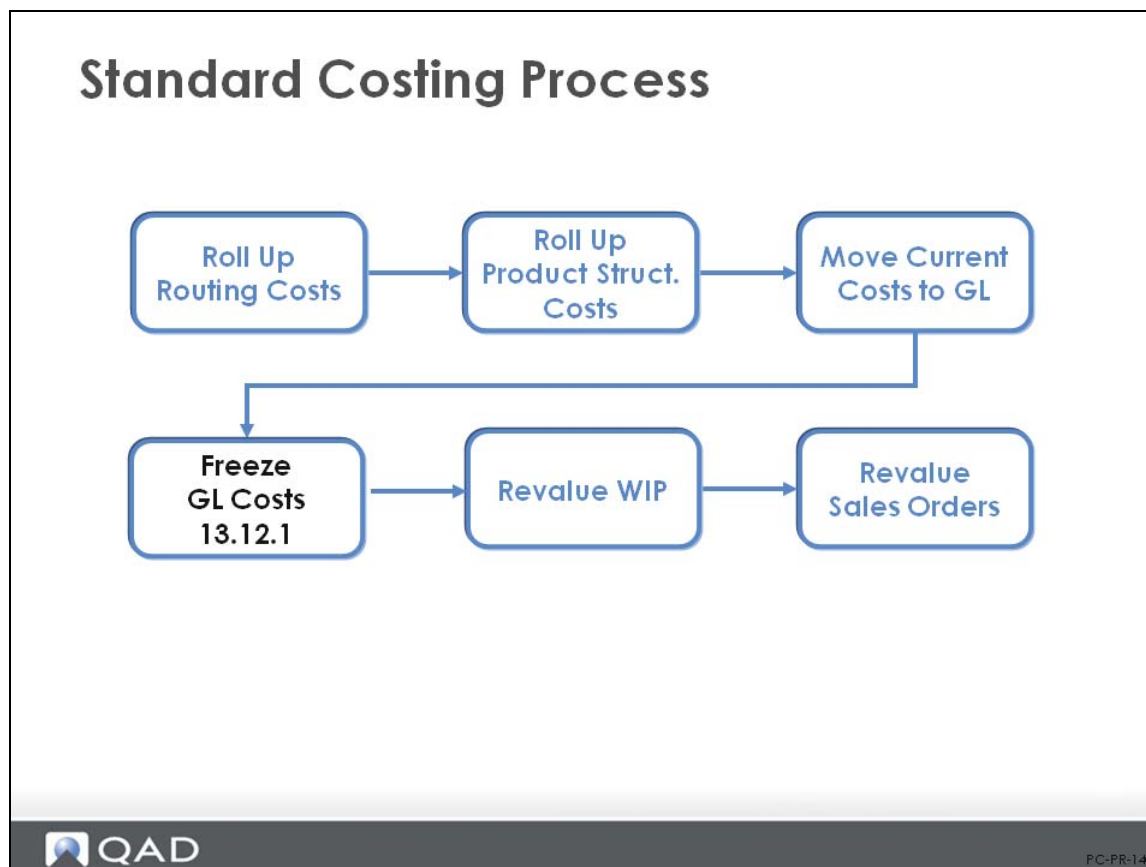 Standard Costing Process
Roll Up
Routing Costs
Roll Up
Product Struct.
Costs
Move Current
Costs to GL
Freeze
GL Costs
13.12.1
Revalue WIP
Revalue
Sales Orders
QAD